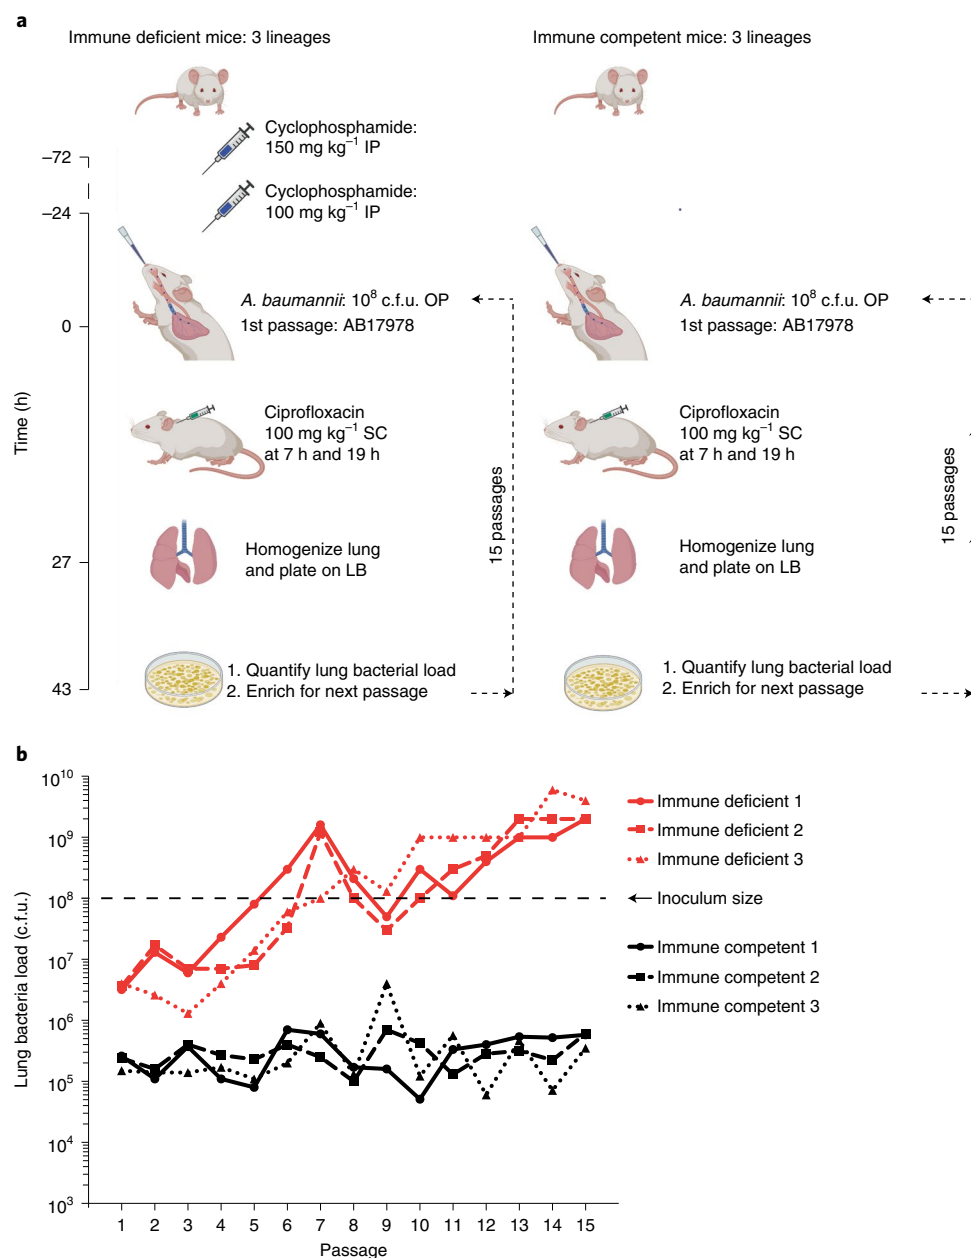 a
Immune deficient mice: 3 lineages
Immune competent mice: 3 lineages
Cyclophosphamide:
150 mg kg⁻¹ IP
Cyclophosphamide:
100 mg kg⁻¹ IP
A. baumannii: 10⁸ c.f.u. OP
1st passage: AB17978
Ciprofloxacin
100 mg kg⁻¹ SC
at 7 h and 19 h
Homogenize lung
and plate on LB
1. Quantify lung bacterial load
2. Enrich for next passage
15 passages
A. baumannii: 10⁸ c.f.u. OP
1st passage: AB17978
Ciprofloxacin
100 mg kg⁻¹ SC
at 7 h and 19 h
Homogenize lung
and plate on LB
1. Quantify lung bacterial load
2. Enrich for next passage
15 passages
Time (h)
–72
–24
0
27
43
b
Lung bacteria load (c.f.u.)
10¹⁰
10⁹
10⁸
10⁷
10⁶
10⁵
10⁴
10³
1 2 3 4 5 6 7 8 9 10 11 12 13 14 15
Passage
Immune deficient 1
Immune deficient 2
Immune deficient 3
Inoculum size
Immune competent 1
Immune competent 2
Immune competent 3